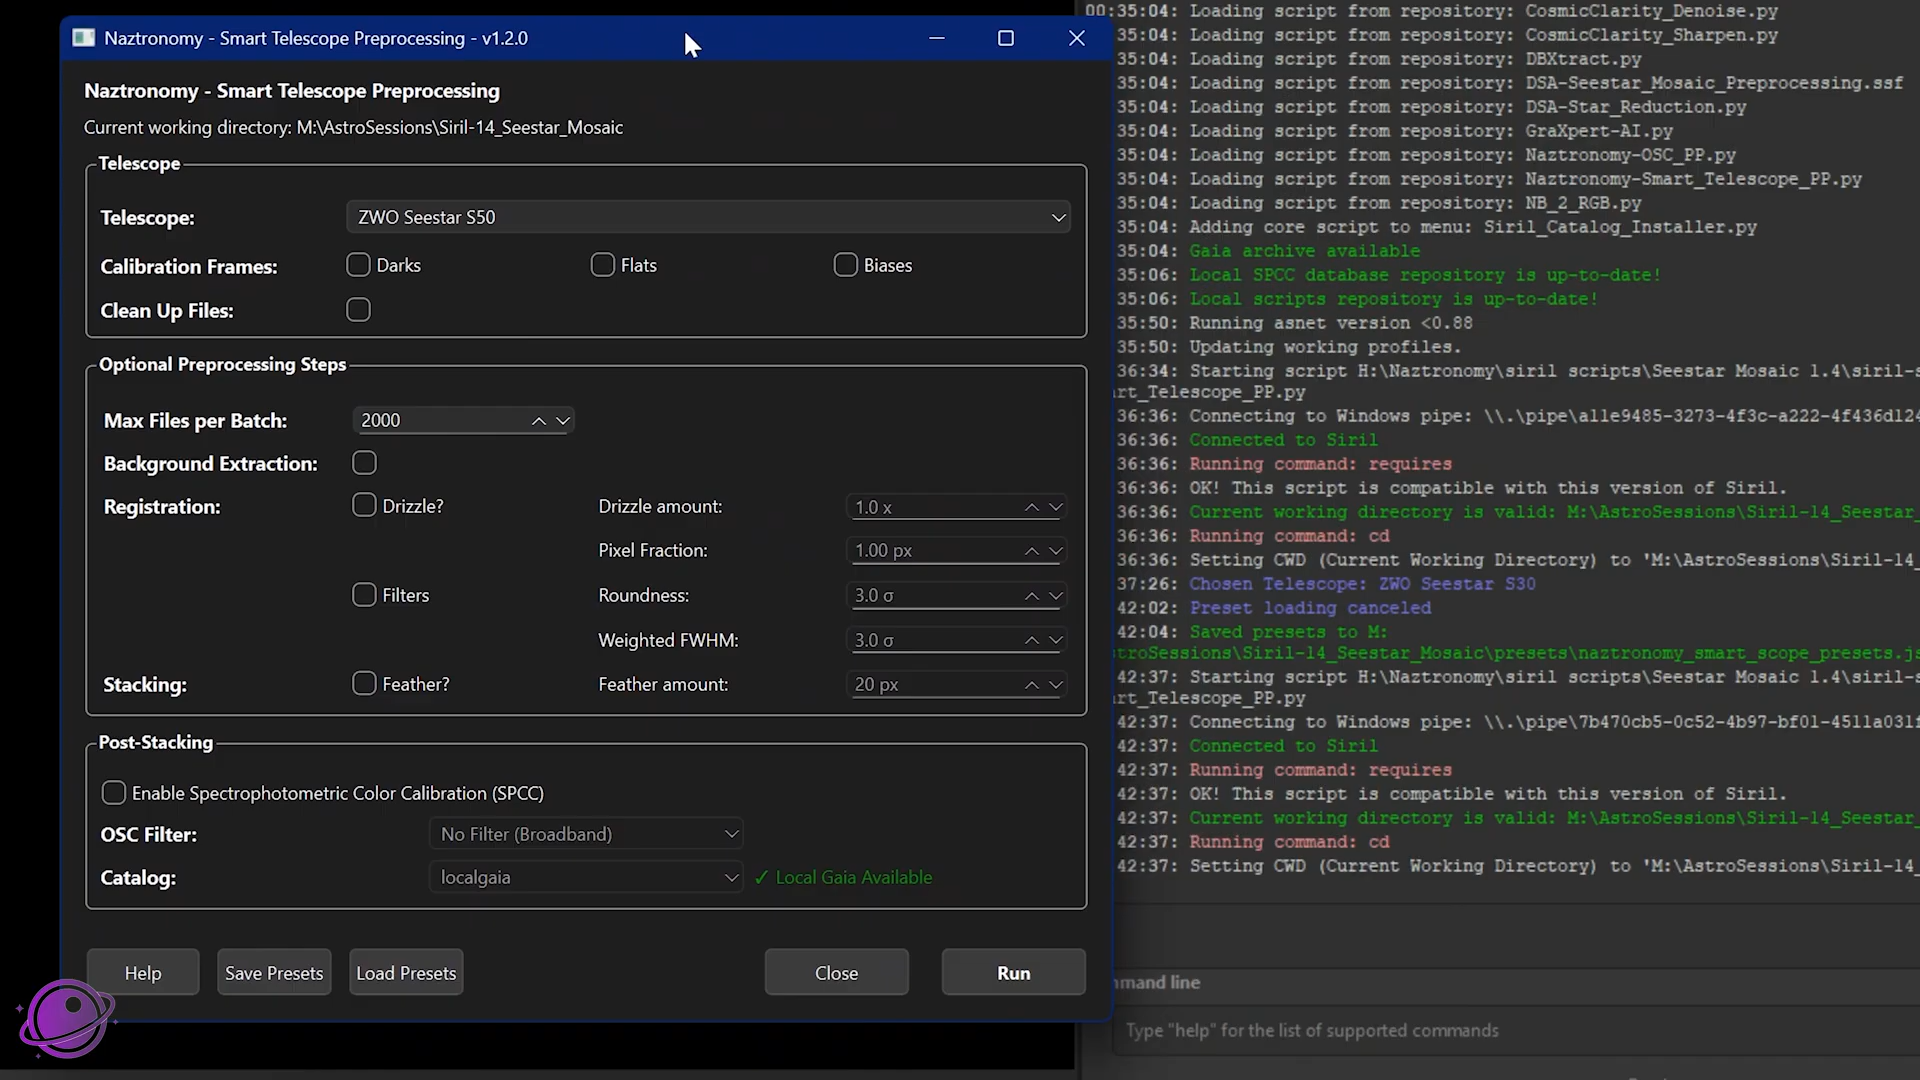 Naztronomy - Smart Telescope Preprocessing - v1.2.0
Naztronomy - Smart Telescope Preprocessing
Current working directory: M:\AstroSessions\Siril-14_Seestar_Mosaic
Telescope
Telescope: ZWO Seestar S50
Calibration Frames: Darks Flats Biases
Clean Up Files:
Optional Preprocessing Steps
Max Files per Batch: 2000
Background Extraction:
Registration: Drizzle? Drizzle amount: 1.0 x
Pixel Fraction: 1.00 px
Filters Roundness: 3.0 σ
Weighted FWHM: 3.0 σ
Stacking: Feather? Feather amount: 20 px
Post-Stacking
Enable Spectrophotometric Color Calibration (SPCC)
OSC Filter: No Filter (Broadband)
Catalog: localgaia ✓ Local Gaia Available
Help Save Presets Load Presets Close Run
00:35:04: Loading script from repository: CosmicClarity_Denoise.py
35:04: Loading script from repository: CosmicClarity_Sharpen.py
35:04: Loading script from repository: DBXtract.py
35:04: Loading script from repository: DSA-Seestar_Mosaic_Preprocessing.ssf
35:04: Loading script from repository: DSA-Star_Reduction.py
35:04: Loading script from repository: GraXpert-AI.py
35:04: Loading script from repository: Naztronomy-OSC_PP.py
35:04: Loading script from repository: Naztronomy-Smart_Telescope_PP.py
35:04: Loading script from repository: NB_2_RGB.py
35:04: Adding core script to menu: Siril_Catalog_Installer.py
35:04: Gaia archive available
35:06: Local SPCC database repository is up-to-date!
35:06: Local scripts repository is up-to-date!
35:50: Running asnet version <0.88
35:50: Updating working profiles.
36:34: Starting script H:\Naztronomy\siril scripts\Seestar Mosaic 1.4\siril-s
rt_Telescope_PP.py
36:36: Connecting to Windows pipe: \\.\pipe\a11e9485-3273-4f3c-a222-4f436d124
36:36: Connected to Siril
36:36: Running command: requires
36:36: OK! This script is compatible with this version of Siril.
36:36: Current working directory is valid: M:\AstroSessions\Siril-14_Seestar_
36:36: Running command: cd
36:36: Setting CWD (Current Working Directory) to 'M:\AstroSessions\Siril-14_
37:26: Chosen Telescope: ZWO Seestar S30
42:02: Preset loading canceled
42:04: Saved presets to M:
stroSessions\Siril-14_Seestar_Mosaic\presets\naztronomy_smart_scope_presets.js
42:37: Starting script H:\Naztronomy\siril scripts\Seestar Mosaic 1.4\siril-s
rt_Telescope_PP.py
42:37: Connecting to Windows pipe: \\.\pipe\7b470cb5-0c52-4b97-bf01-4511a031f
42:37: Connected to Siril
42:37: Running command: requires
42:37: OK! This script is compatible with this version of Siril.
42:37: Current working directory is valid: M:\AstroSessions\Siril-14_Seestar_
42:37: Running command: cd
42:37: Setting CWD (Current Working Directory) to 'M:\AstroSessions\Siril-14_
mmand line
Type "help" for the list of supported commands